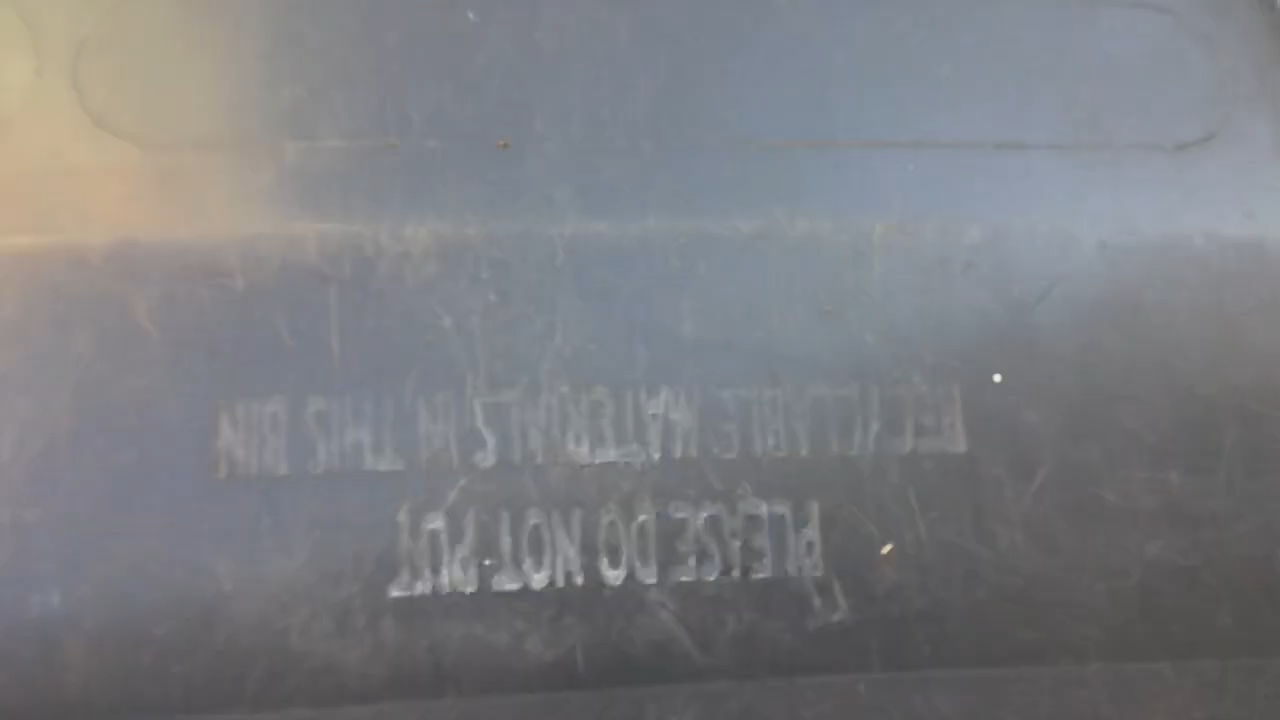 PLEASE DO NOT PUT
RECYCLABLE MATERIALS IN THIS BIN